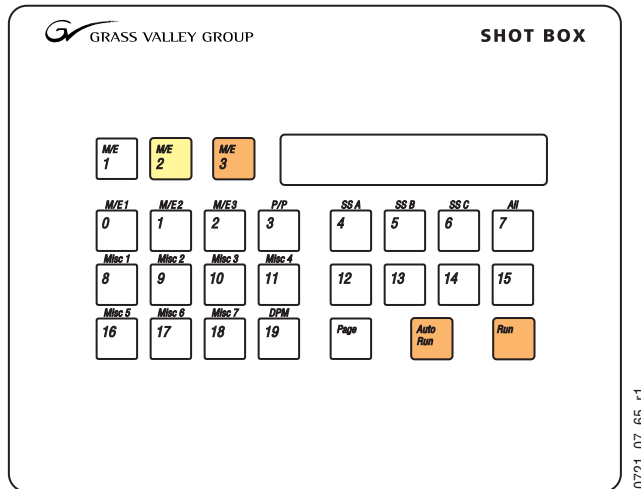 GRASS VALLEY GROUP
SHOT BOX
M/E 1
M/E 2
M/E 3
M/E 1 M/E 2 M/E 3 P/P SS A SS B SS C All
0 1 2 3 4 5 6 7
Misc 1 Misc 2 Misc 3 Misc 4
8 9 10 11 12 13 14 15
Misc 5 Misc 6 Misc 7 DPM
16 17 18 19 Page Auto Run Run
0721_07_65_r1